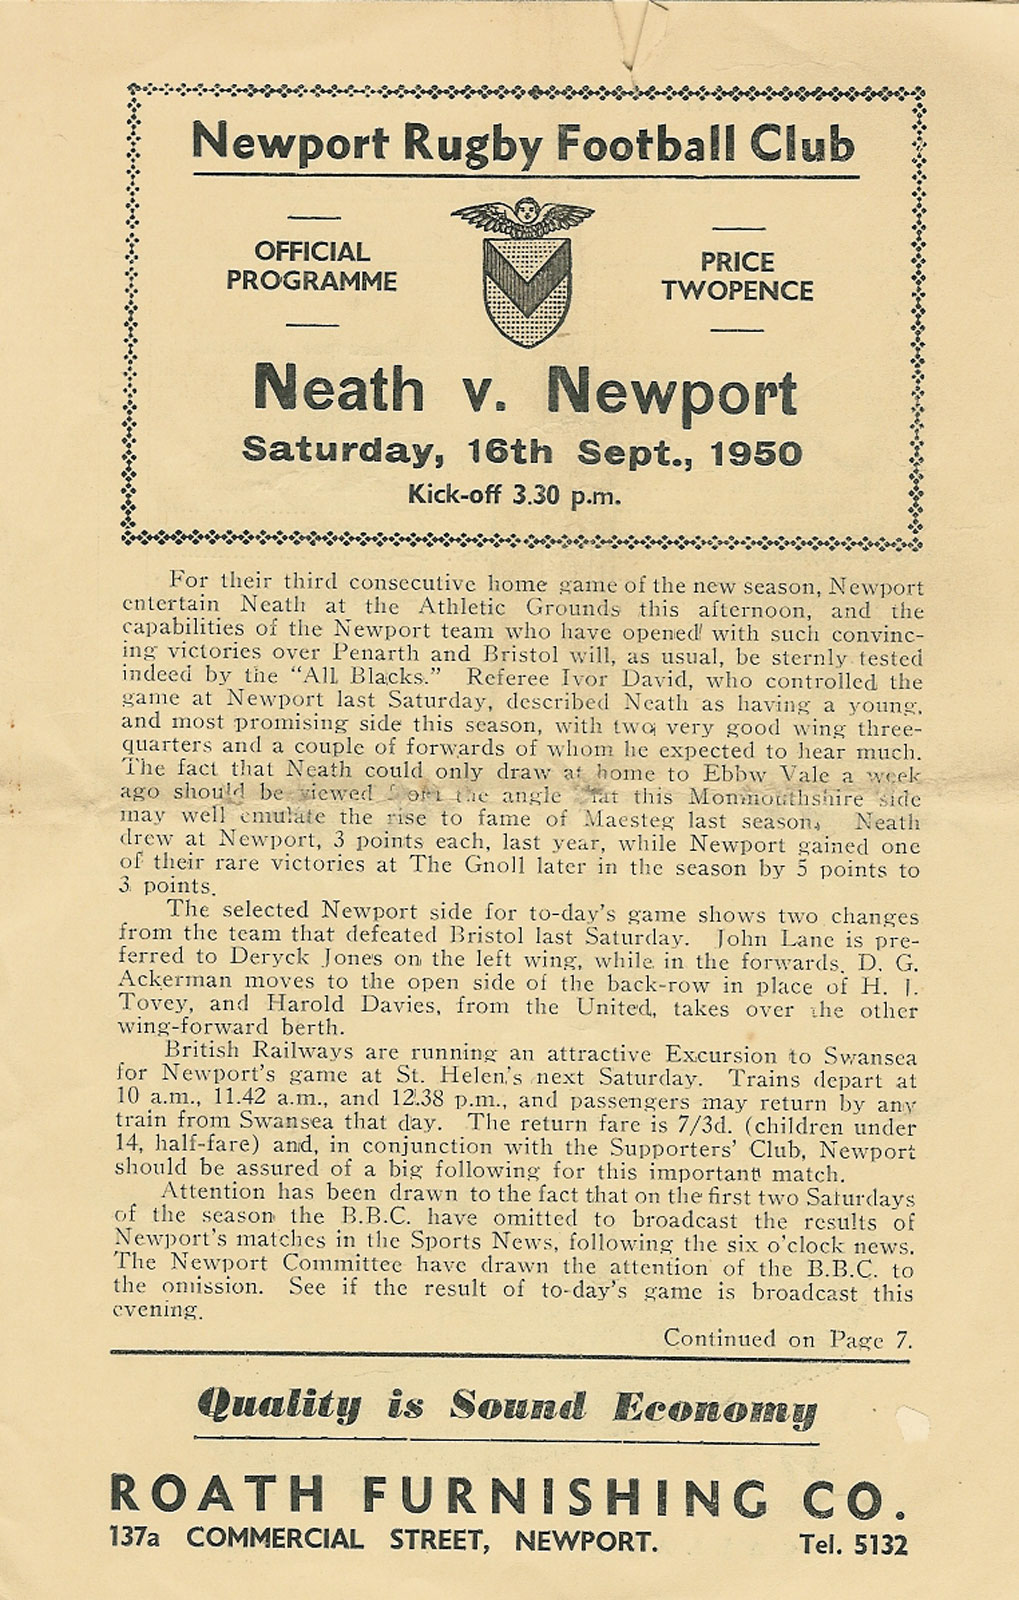 Newport Rugby Football Club
OFFICIAL
PROGRAMME
PRICE
TWOPENCE
Neath v. Newport
Saturday, 16th Sept., 1950
Kick-off 3.30 p.m.
For their third consecutive home game of the new season, Newport
entertain Neath at the Athletic Grounds this afternoon, and the
capabilities of the Newport team who have opened with such convinc-
ing victories over Penarth and Bristol will, as usual, be sternly tested
indeed by the "All Blacks." Referee Ivor David, who controlled the
game at Newport last Saturday, described Neath as having a young,
and most promising side this season, with two very good wing three-
quarters and a couple of forwards of whom he expected to hear much.
The fact that Neath could only draw at home to Ebbw Vale a week
ago should be viewed from the angle that this Monmouthshire side
may well emulate the rise to fame of Maesteg last season. Neath
drew at Newport, 3 points each, last year, while Newport gained one
of their rare victories at The Gnoll later in the season by 5 points to
3 points.
The selected Newport side for to-day's game shows two changes
from the team that defeated Bristol last Saturday. John Lane is pre-
ferred to Deryck Jones on the left wing, while in the forwards, D. G.
Ackerman moves to the open side of the back-row in place of H. J.
Tovey, and Harold Davies, from the United, takes over the other
wing-forward berth.
British Railways are running an attractive Excursion to Swansea
for Newport's game at St. Helen's next Saturday. Trains depart at
10 a.m., 11.42 a.m., and 12.38 p.m., and passengers may return by any
train from Swansea that day. The return fare is 7/3d. (children under
14, half-fare) and, in conjunction with the Supporters' Club, Newport
should be assured of a big following for this important match.
Attention has been drawn to the fact that on the first two Saturdays
of the season the B.B.C. have omitted to broadcast the results of
Newport's matches in the Sports News, following the six o'clock news.
The Newport Committee have drawn the attention of the B.B.C. to
the omission. See if the result of to-day's game is broadcast this
evening.
Continued on Page 7.
Quality is Sound Economy
ROATH FURNISHING CO.
137a COMMERCIAL STREET, NEWPORT. Tel. 5132